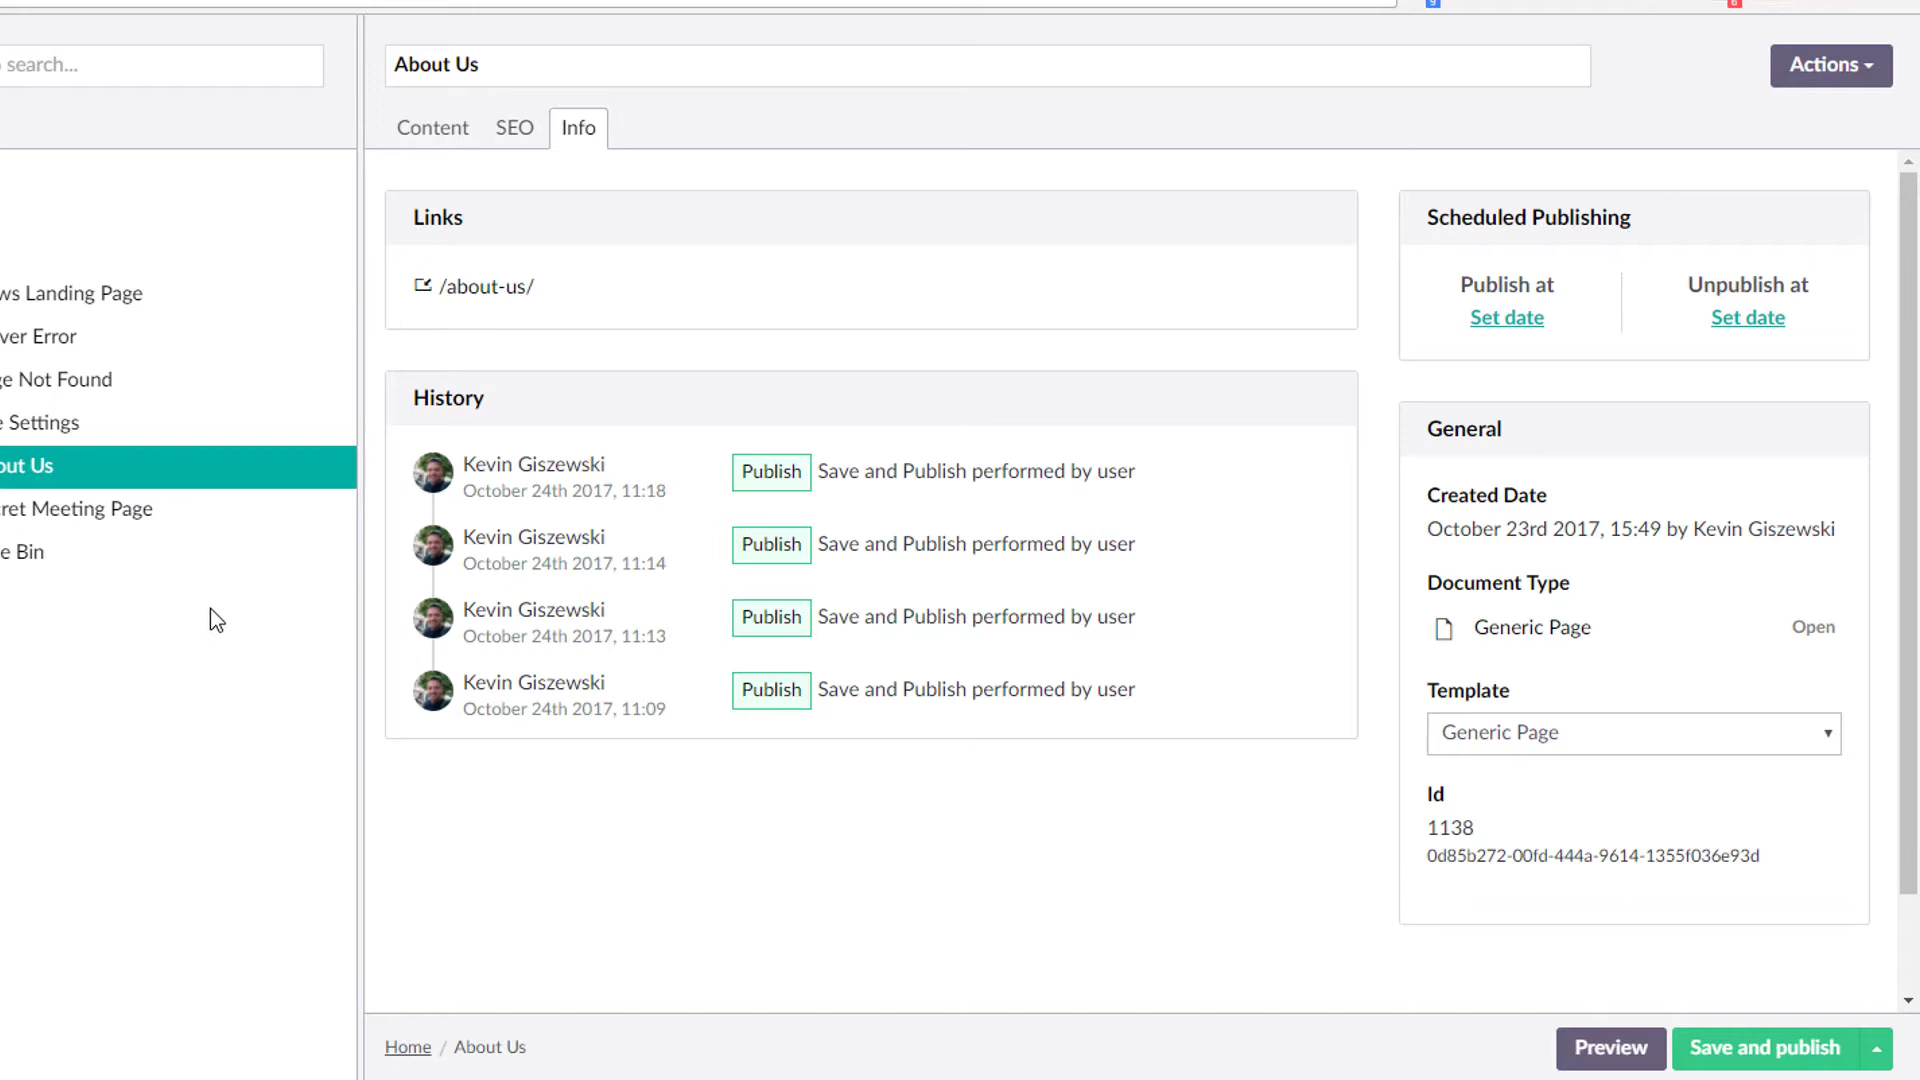 search...
About Us
Actions
Content
SEO
Info
Links
/about-us/
Scheduled Publishing
Publish at
Set date
Unpublish at
Set date
ws Landing Page
ver Error
ge Not Found
e Settings
out Us
cret Meeting Page
e Bin
History
Kevin Giszewski
October 24th 2017, 11:18
Publish
Save and Publish performed by user
Kevin Giszewski
October 24th 2017, 11:14
Publish
Save and Publish performed by user
Kevin Giszewski
October 24th 2017, 11:13
Publish
Save and Publish performed by user
Kevin Giszewski
October 24th 2017, 11:09
Publish
Save and Publish performed by user
General
Created Date
October 23rd 2017, 15:49 by Kevin Giszewski
Document Type
Generic Page
Open
Template
Generic Page
Id
1138
0d85b272-00fd-444a-9614-1355f036e93d
Home / About Us
Preview
Save and publish